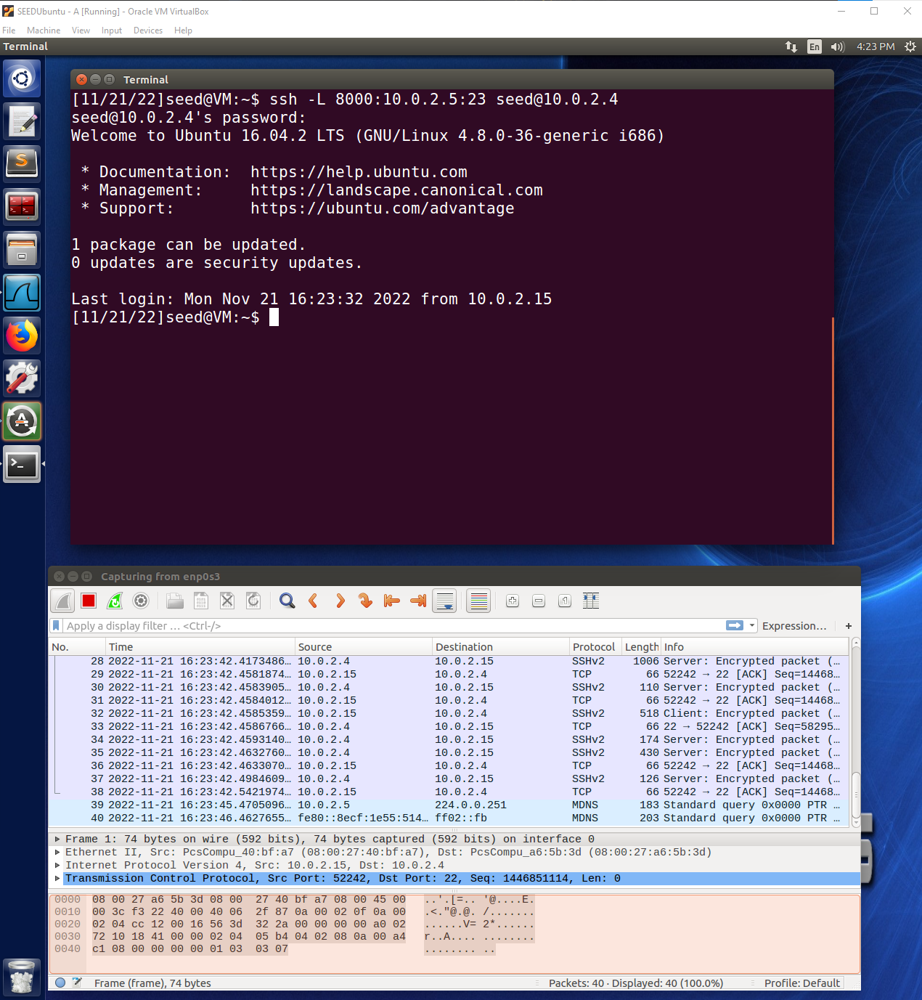 SEEDUbuntu - A [Running] - Oracle VM VirtualBox
File Machine View Input Devices Help
Terminal En 4:23 PM
Terminal
[11/21/22]seed@VM:~$ ssh -L 8000:10.0.2.5:23 seed@10.0.2.4
seed@10.0.2.4's password:
Welcome to Ubuntu 16.04.2 LTS (GNU/Linux 4.8.0-36-generic i686)
* Documentation: https://help.ubuntu.com
* Management: https://landscape.canonical.com
* Support: https://ubuntu.com/advantage
1 package can be updated.
0 updates are security updates.
Last login: Mon Nov 21 16:23:32 2022 from 10.0.2.15
[11/21/22]seed@VM:~$
Capturing from enp0s3
Apply a display filter … <Ctrl-/> Expression… +
No. Time Source Destination Protocol Length Info
28 2022-11-21 16:23:42.4173486… 10.0.2.4 10.0.2.15 SSHv2 1006 Server: Encrypted packet (…
29 2022-11-21 16:23:42.4581874… 10.0.2.15 10.0.2.4 TCP 66 52242 → 22 [ACK] Seq=14468…
30 2022-11-21 16:23:42.4583905… 10.0.2.4 10.0.2.15 SSHv2 110 Server: Encrypted packet (…
31 2022-11-21 16:23:42.4584012… 10.0.2.15 10.0.2.4 TCP 66 52242 → 22 [ACK] Seq=14468…
32 2022-11-21 16:23:42.4585359… 10.0.2.15 10.0.2.4 SSHv2 518 Client: Encrypted packet (…
33 2022-11-21 16:23:42.4586766… 10.0.2.4 10.0.2.15 TCP 66 22 → 52242 [ACK] Seq=58295…
34 2022-11-21 16:23:42.4593140… 10.0.2.4 10.0.2.15 SSHv2 174 Server: Encrypted packet (…
35 2022-11-21 16:23:42.4632760… 10.0.2.4 10.0.2.15 SSHv2 430 Server: Encrypted packet (…
36 2022-11-21 16:23:42.4633070… 10.0.2.15 10.0.2.4 TCP 66 52242 → 22 [ACK] Seq=14468…
37 2022-11-21 16:23:42.4984609… 10.0.2.4 10.0.2.15 SSHv2 126 Server: Encrypted packet (…
38 2022-11-21 16:23:42.5421974… 10.0.2.15 10.0.2.4 TCP 66 52242 → 22 [ACK] Seq=14468…
39 2022-11-21 16:23:45.4705096… 10.0.2.5 224.0.0.251 MDNS 183 Standard query 0x0000 PTR …
40 2022-11-21 16:23:46.4627655… fe80::8ecf:1e55:514… ff02::fb MDNS 203 Standard query 0x0000 PTR …
Frame 1: 74 bytes on wire (592 bits), 74 bytes captured (592 bits) on interface 0
Ethernet II, Src: PcsCompu_40:bf:a7 (08:00:27:40:bf:a7), Dst: PcsCompu_a6:5b:3d (08:00:27:a6:5b:3d)
Internet Protocol Version 4, Src: 10.0.2.15, Dst: 10.0.2.4
Transmission Control Protocol, Src Port: 52242, Dst Port: 22, Seq: 1446851114, Len: 0
0000 08 00 27 a6 5b 3d 08 00 27 40 bf a7 08 00 45 00 ..'.[=.. '@....E.
0010 00 3c f3 22 40 00 40 06 2f 87 0a 00 02 0f 0a 00 .<."@.@. /.......
0020 02 04 cc 12 00 16 56 3d 32 2a 00 00 00 00 a0 02 ......V= 2*......
0030 72 10 18 41 00 00 02 04 05 b4 04 02 08 0a 00 a4 r..A.... ........
0040 c1 08 00 00 00 00 01 03 03 07 ........ ..
Frame (frame), 74 bytes Packets: 40 · Displayed: 40 (100.0%) Profile: Default